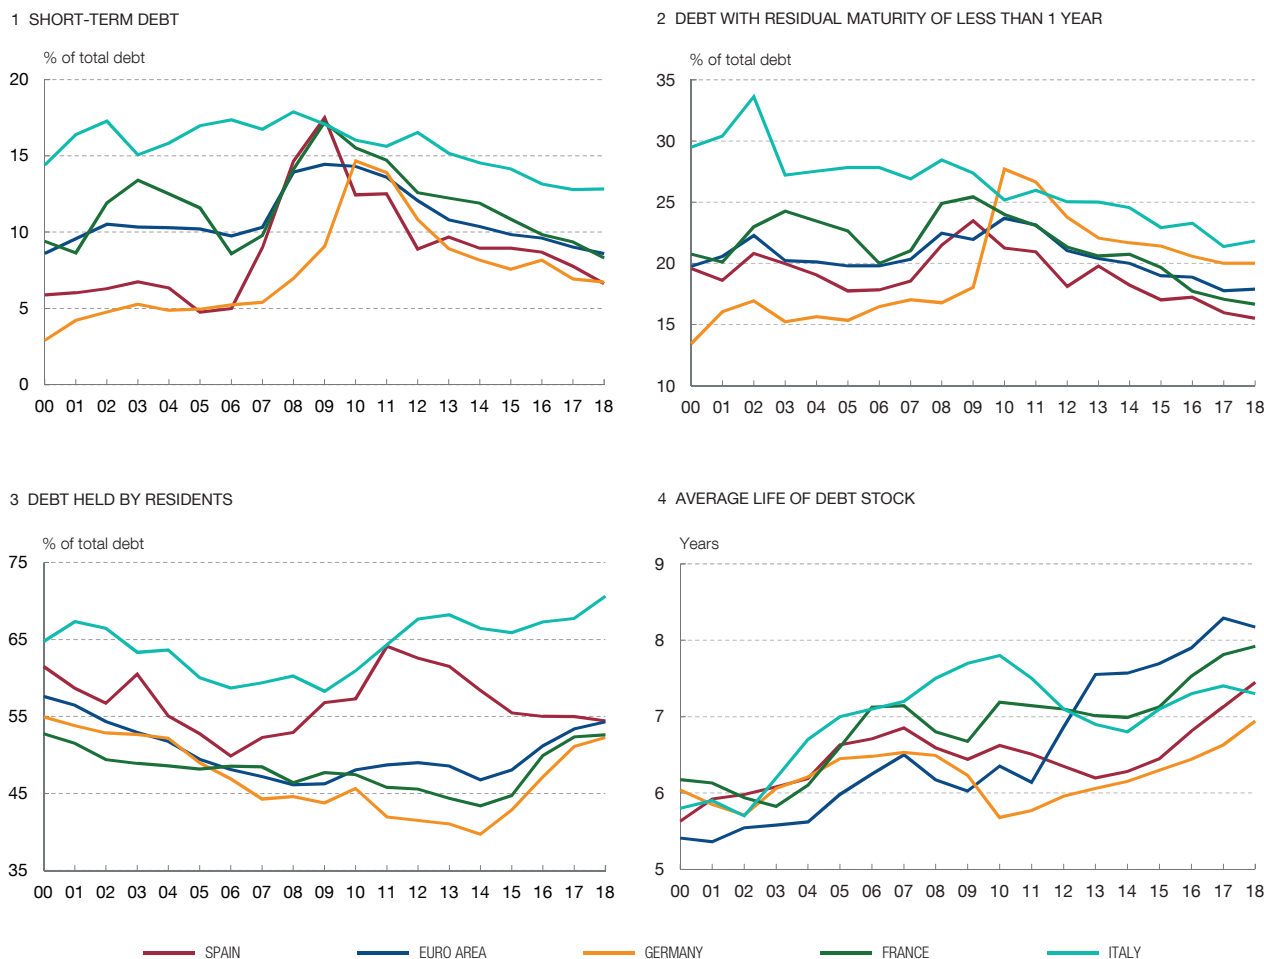 1 SHORT-TERM DEBT
% of total debt
20
15
10
5
0
00 01 02 03 04 05 06 07 08 09 10 11 12 13 14 15 16 17 18
2 DEBT WITH RESIDUAL MATURITY OF LESS THAN 1 YEAR
% of total debt
35
30
25
20
15
10
00 01 02 03 04 05 06 07 08 09 10 11 12 13 14 15 16 17 18
3 DEBT HELD BY RESIDENTS
% of total debt
75
65
55
45
35
00 01 02 03 04 05 06 07 08 09 10 11 12 13 14 15 16 17 18
4 AVERAGE LIFE OF DEBT STOCK
Years
9
8
7
6
5
00 01 02 03 04 05 06 07 08 09 10 11 12 13 14 15 16 17 18
SPAIN EURO AREA GERMANY FRANCE ITALY